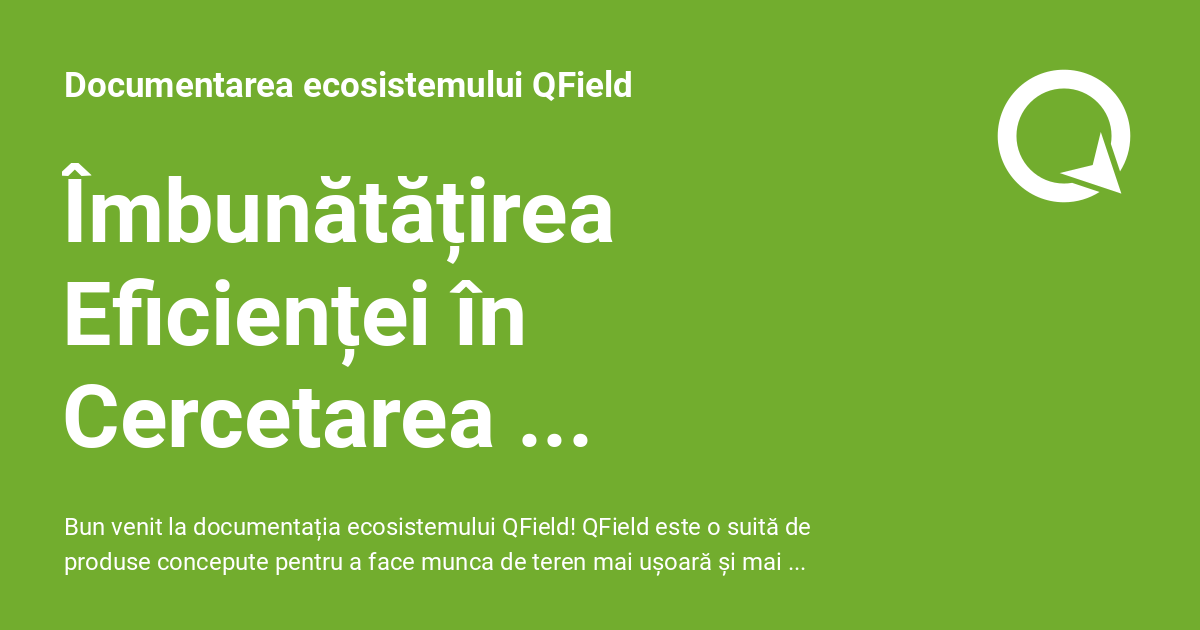 Documentarea ecosistemului QField
Îmbunătățirea
Eficienței în
Cercetarea ...
Bun venit la documentația ecosistemului QField! QField este o suită de
produse concepute pentru a face munca de teren mai ușoară și mai ...